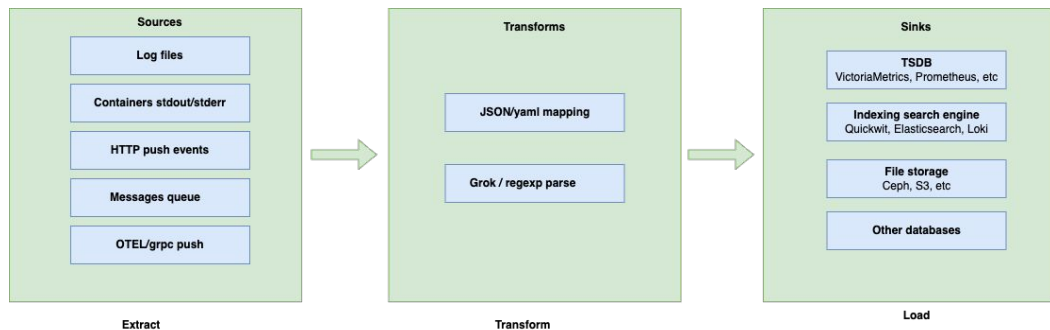 Sources
Log files
Containers stdout/stderr
HTTP push events
Messages queue
OTEL/grpc push
Extract
Transforms
JSON/yaml mapping
Grok / regexp parse
Transform
Sinks
TSDB
VictoriaMetrics, Prometheus, etc
Indexing search engine
Quickwit, Elasticsearch, Loki
File storage
Ceph, S3, etc
Other databases
Load